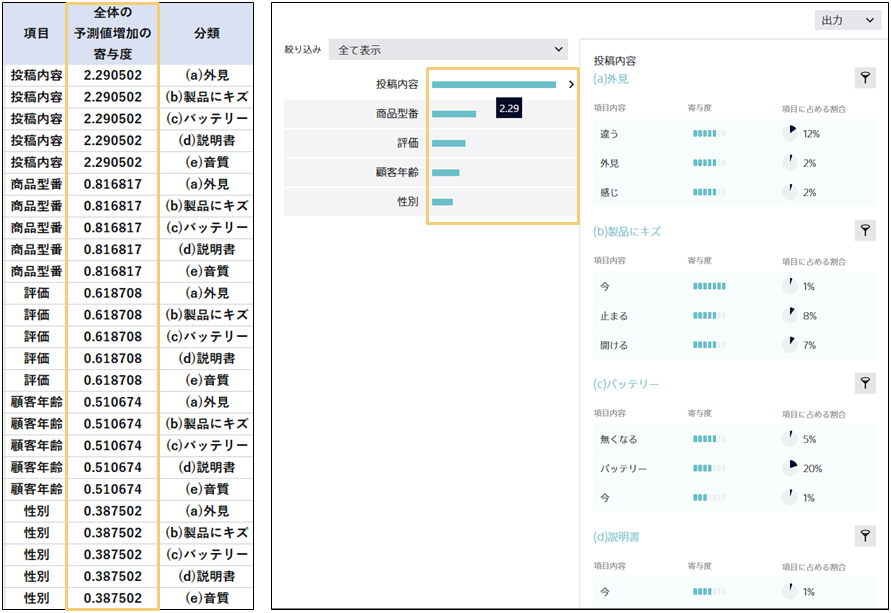 項目 全体の予測値増加の寄与度 分類
投稿内容 2.290502 (a)外見
投稿内容 2.290502 (b)製品にキズ
投稿内容 2.290502 (c)バッテリー
投稿内容 2.290502 (d)説明書
投稿内容 2.290502 (e)音質
商品型番 0.816817 (a)外見
商品型番 0.816817 (b)製品にキズ
商品型番 0.816817 (c)バッテリー
商品型番 0.816817 (d)説明書
商品型番 0.816817 (e)音質
評価 0.618708 (a)外見
評価 0.618708 (b)製品にキズ
評価 0.618708 (c)バッテリー
評価 0.618708 (d)説明書
評価 0.618708 (e)音質
顧客年齢 0.510674 (a)外見
顧客年齢 0.510674 (b)製品にキズ
顧客年齢 0.510674 (c)バッテリー
顧客年齢 0.510674 (d)説明書
顧客年齢 0.510674 (e)音質
性別 0.387502 (a)外見
性別 0.387502 (b)製品にキズ
性別 0.387502 (c)バッテリー
性別 0.387502 (d)説明書
性別 0.387502 (e)音質
出力
絞り込み 全て表示
投稿内容
2.29
商品型番
評価
顧客年齢
性別
投稿内容
(a)外見
項目内容 寄与度 項目に占める割合
違う 12%
外見 2%
感じ 2%
(b)製品にキズ
項目内容 寄与度 項目に占める割合
今 1%
止まる 8%
開ける 7%
(c)バッテリー
項目内容 寄与度 項目に占める割合
無くなる 5%
バッテリー 20%
今 1%
(d)説明書
項目内容 寄与度 項目に占める割合
今 1%